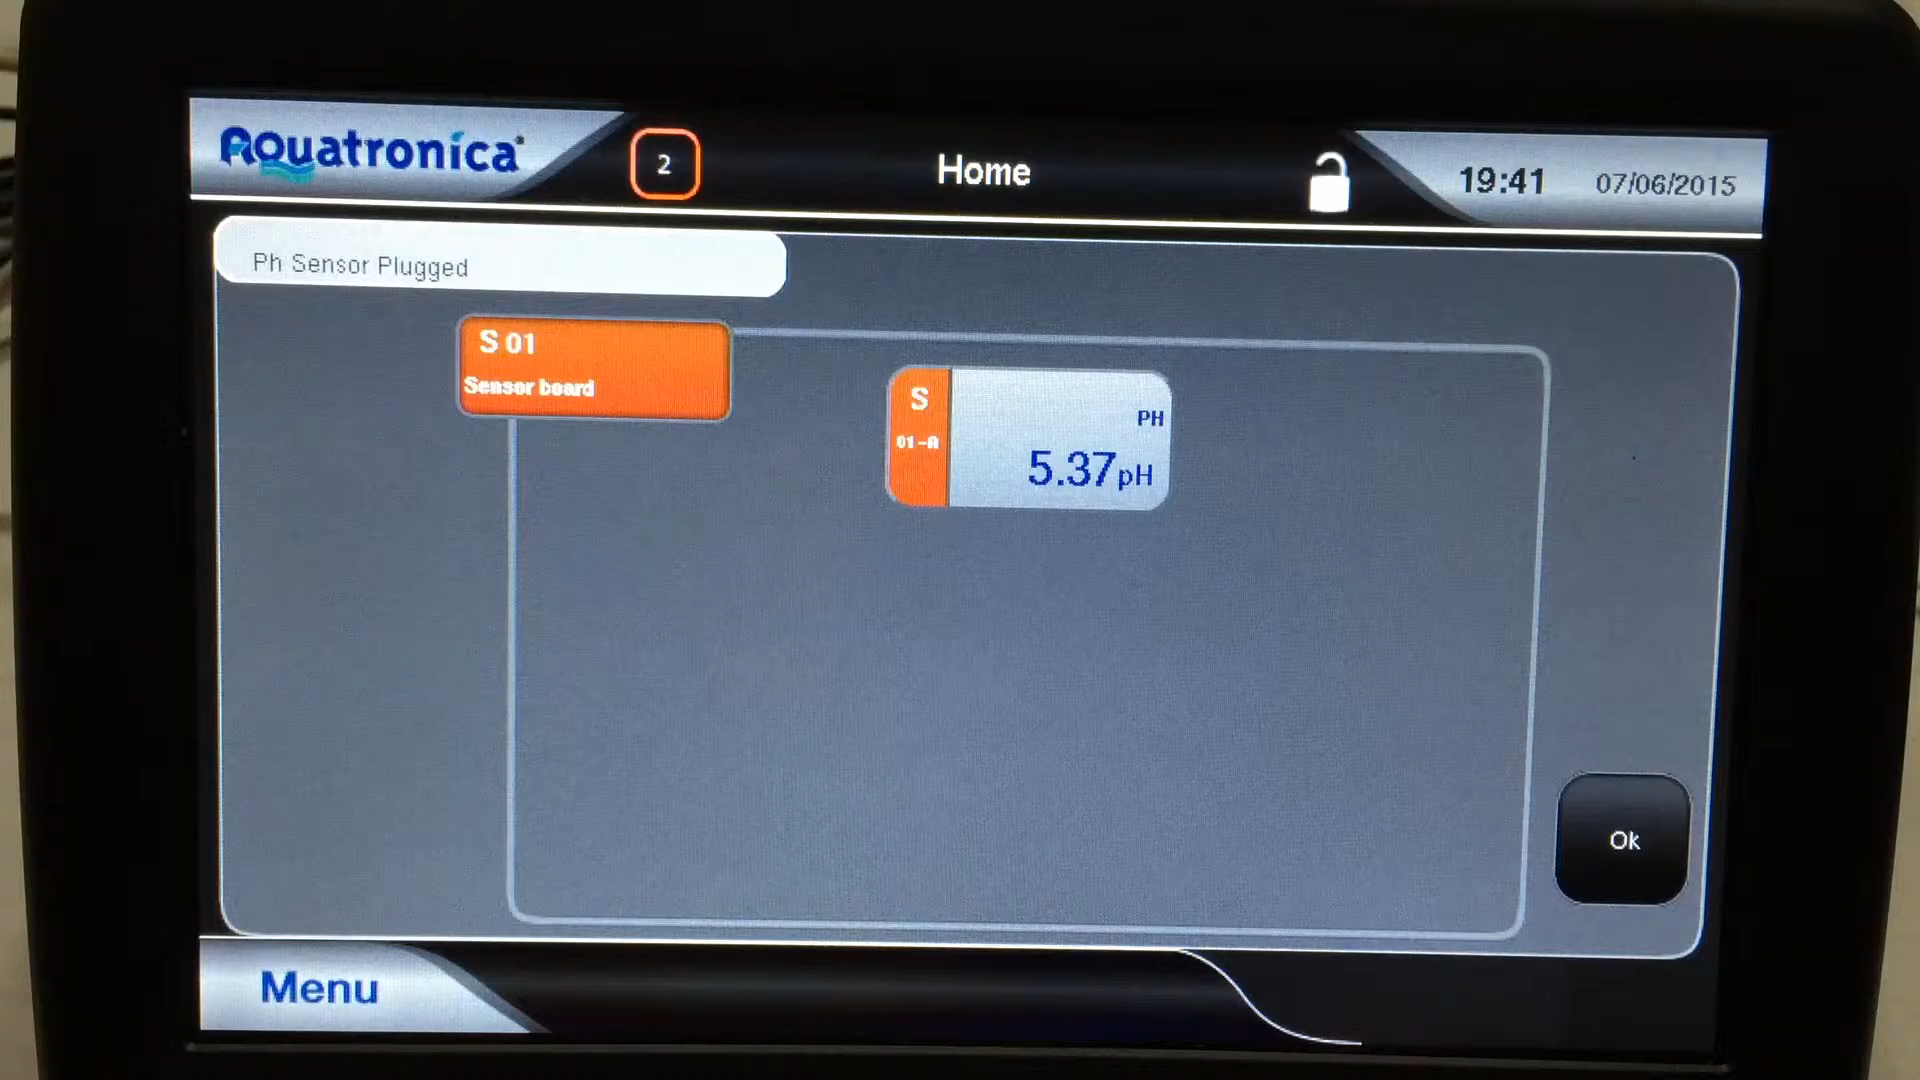 Aquatronica
2
Home
19:41
07/06/2015
Ph Sensor Plugged
S 01
Sensor board
S
01-A
PH
5.37pH
Ok
Menu